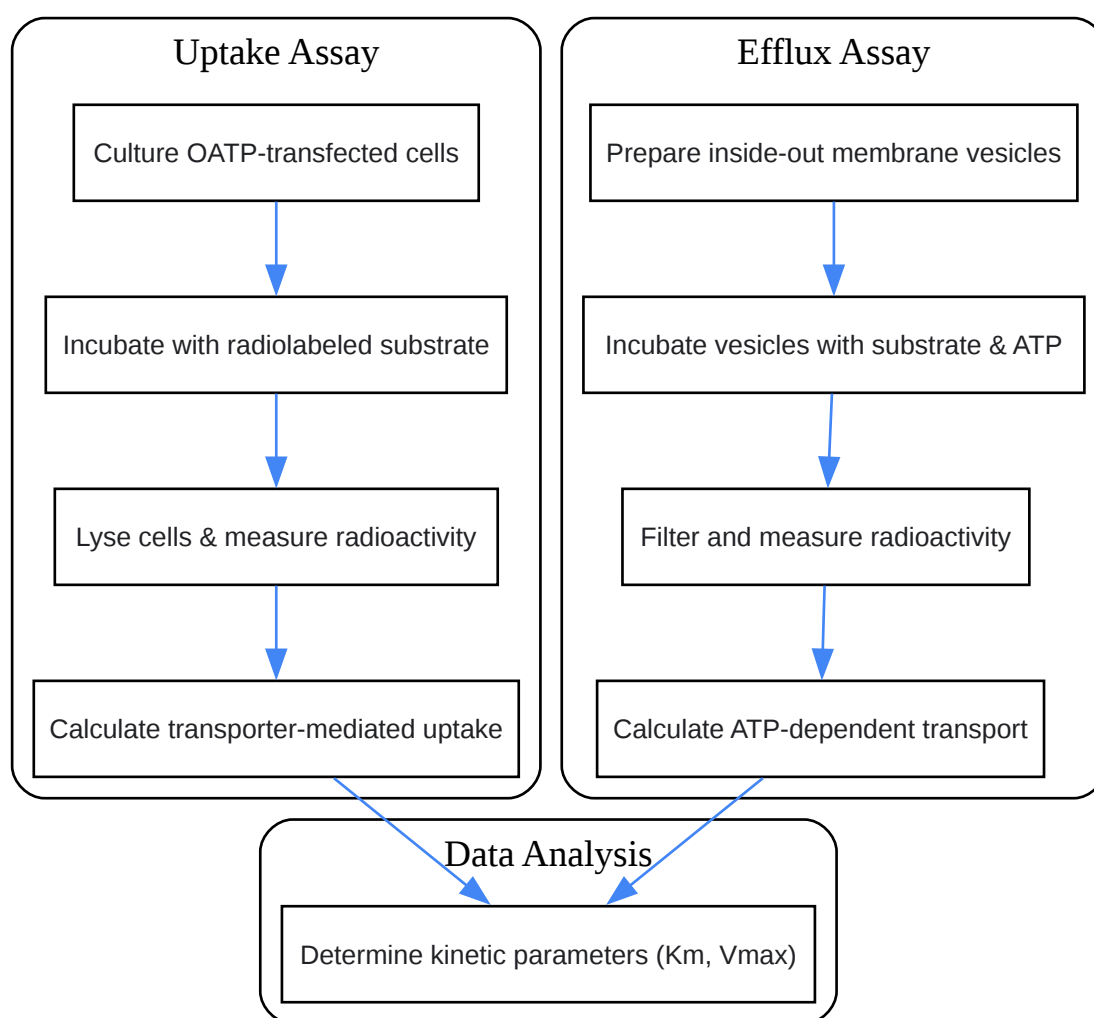 Uptake Assay
Culture OATP-transfected cells
Incubate with radiolabeled substrate
Lyse cells & measure radioactivity
Calculate transporter-mediated uptake
Efflux Assay
Prepare inside-out membrane vesicles
Incubate vesicles with substrate & ATP
Filter and measure radioactivity
Calculate ATP-dependent transport
Data Analysis
Determine kinetic parameters (Km, Vmax)